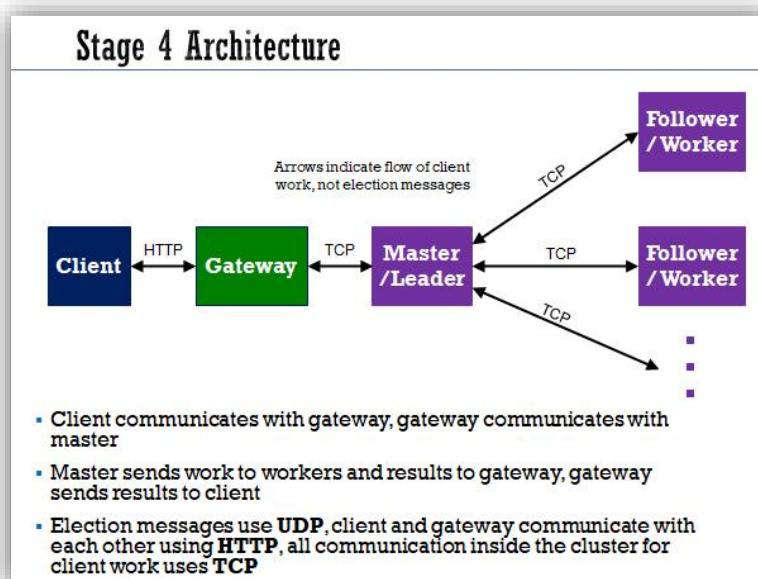 Stage 4 Architecture
Follower
/Worker
Arrows indicate flow of client
work, not election messages
TCP
Client
HTTP
Gateway
TCP
Master
/Leader
TCP
Follower
/Worker
TCP
Client communicates with gateway, gateway communicates with
master
Master sends work to workers and results to gateway, gateway
sends results to client
Election messages use UDP, client and gateway communicate with
each other using HTTP, all communication inside the cluster for
client work uses TCP